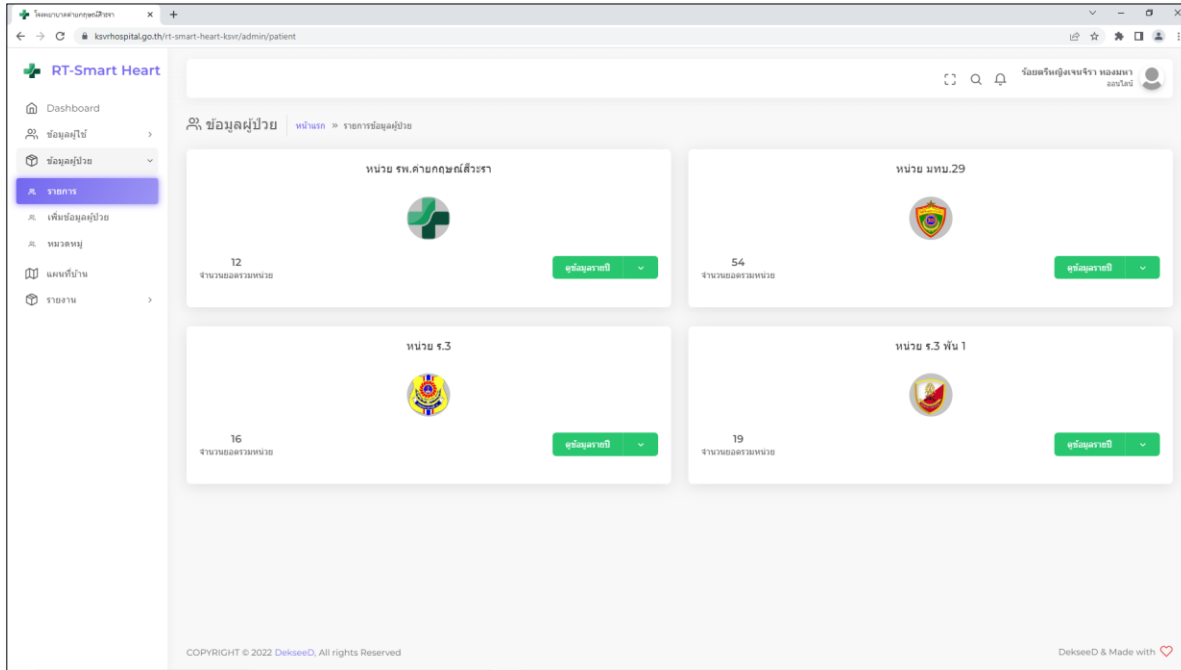 โรงพยาบาลค่ายกฤษณ์สีวะรา
ksvrhospital.go.th/rt-smart-heart-ksvr/admin/patient
RT-Smart Heart
ร้อยตรีหญิงเจนจิรา ทองมหา
ออนไลน์
Dashboard
ข้อมูลผู้ใช้
ข้อมูลผู้ป่วย
รายการ
เพิ่มข้อมูลผู้ป่วย
หมวดหมู่
แผนที่บ้าน
รายงาน
ข้อมูลผู้ป่วย หน้าแรก » รายการข้อมูลผู้ป่วย
หน่วย รพ.ค่ายกฤษณ์สีวะรา
12
จำนวนยอดรวมหน่วย
ดูข้อมูลรายปี
หน่วย มทบ.29
54
จำนวนยอดรวมหน่วย
ดูข้อมูลรายปี
หน่วย ร.3
16
จำนวนยอดรวมหน่วย
ดูข้อมูลรายปี
หน่วย ร.3 พัน 1
19
จำนวนยอดรวมหน่วย
ดูข้อมูลรายปี
COPYRIGHT © 2022 DekseeD, All rights Reserved
DekseeD & Made with